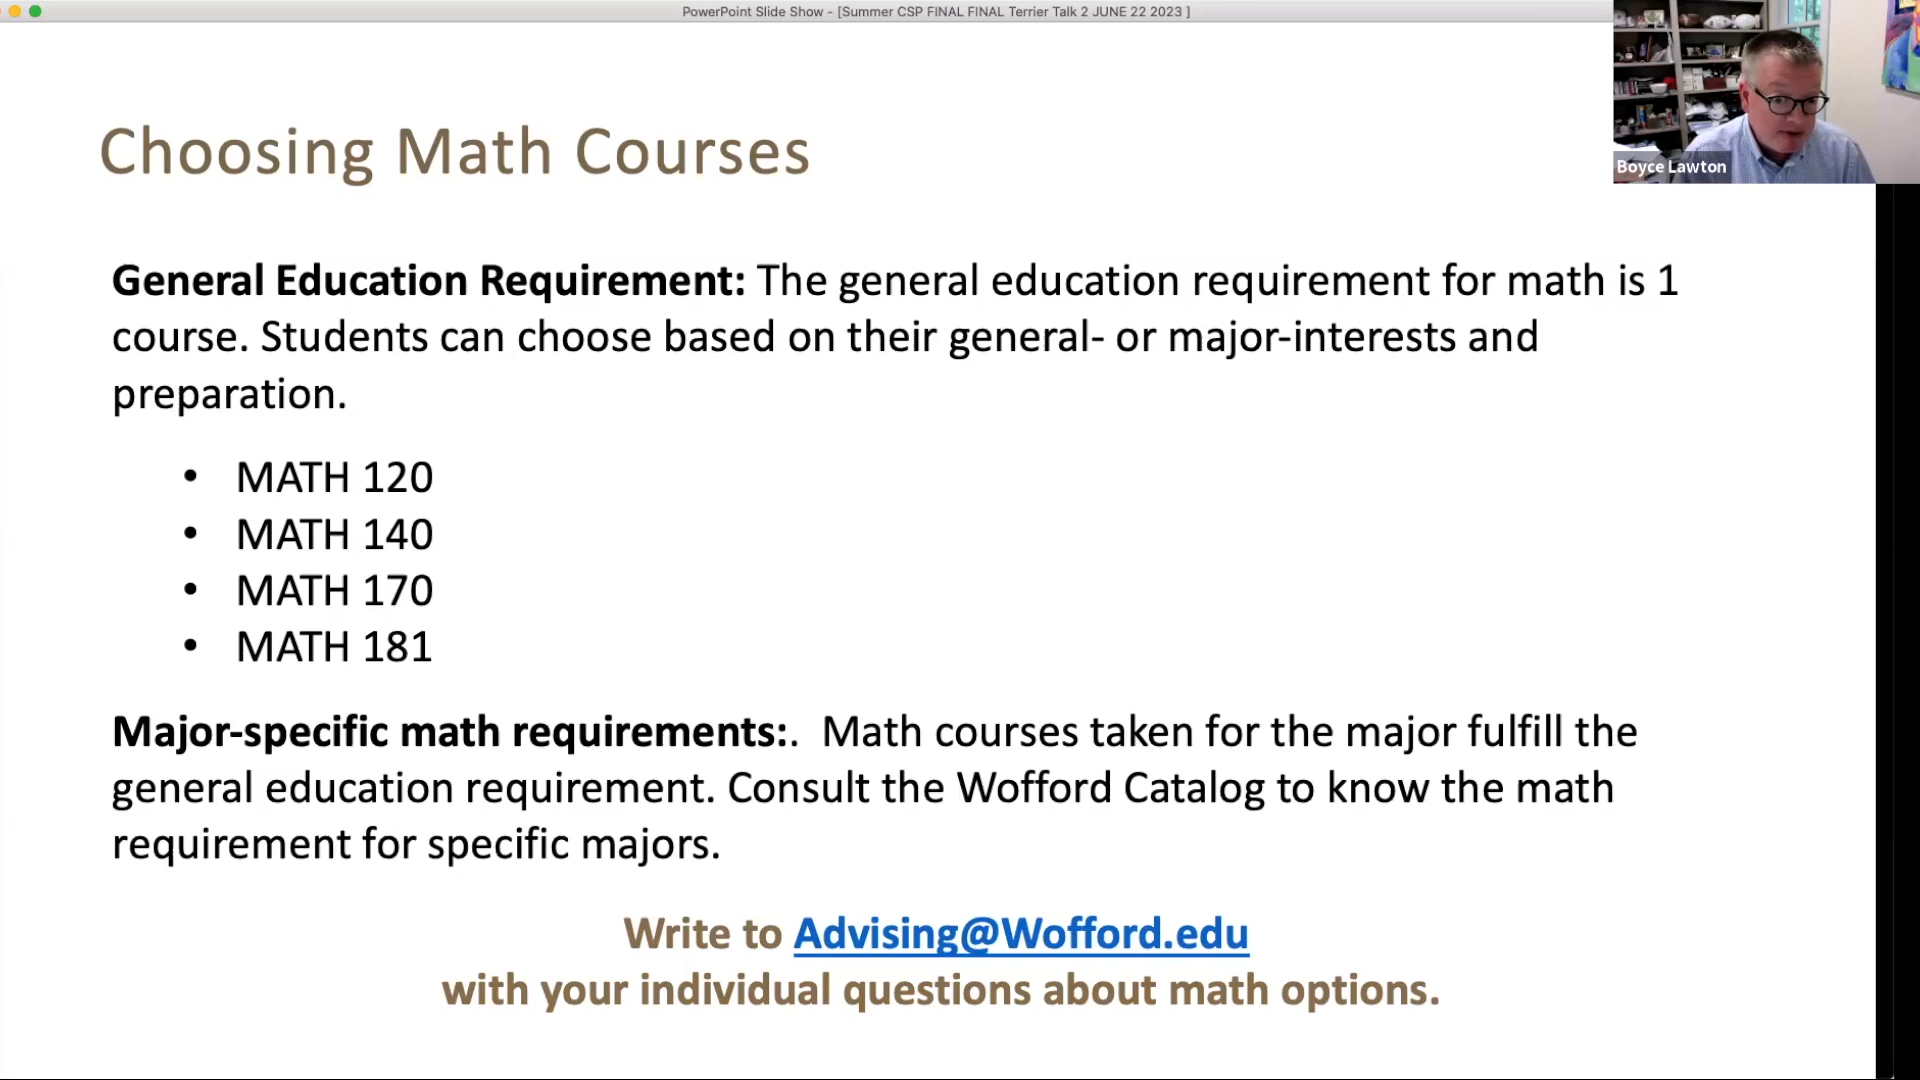 PowerPoint Slide Show - [Summer CSP FINAL FINAL Terrier Talk 2 JUNE 22 2023 ]
Boyce Lawton
Choosing Math Courses
General Education Requirement: The general education requirement for math is 1
course. Students can choose based on their general- or major-interests and
preparation.
• MATH 120
• MATH 140
• MATH 170
• MATH 181
Major-specific math requirements:.  Math courses taken for the major fulfill the
general education requirement. Consult the Wofford Catalog to know the math
requirement for specific majors.
Write to Advising@Wofford.edu
with your individual questions about math options.